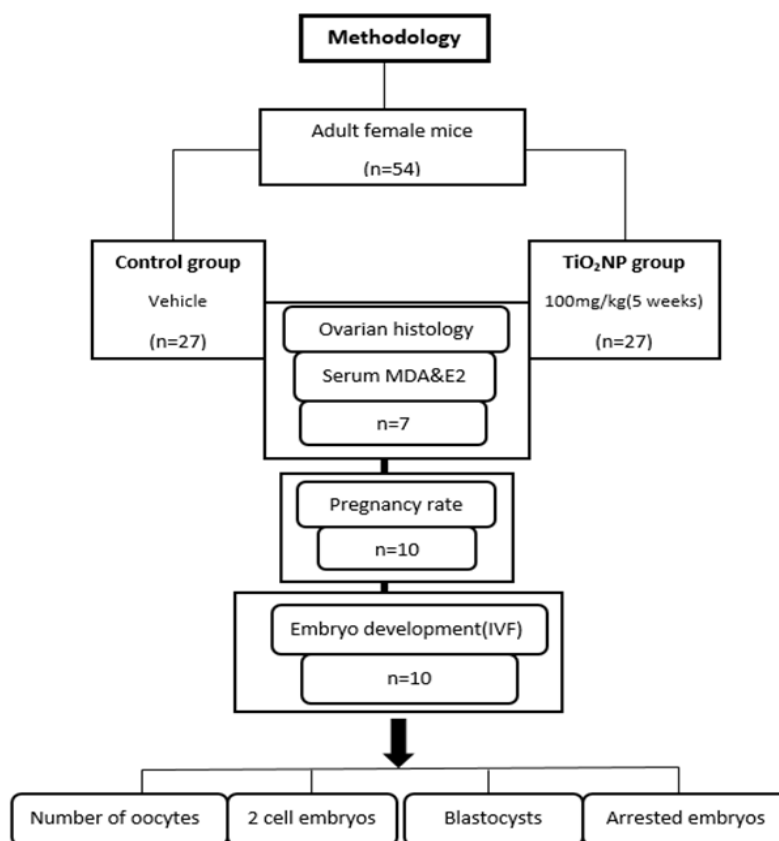 Methodology
Adult female mice
(n=54)
Control group
Vehicle
(n=27)
TiO₂NP group
100mg/kg(5 weeks)
(n=27)
Ovarian histology
Serum MDA&E2
n=7
Pregnancy rate
n=10
Embryo development(IVF)
n=10
Number of oocytes
2 cell embryos
Blastocysts
Arrested embryos